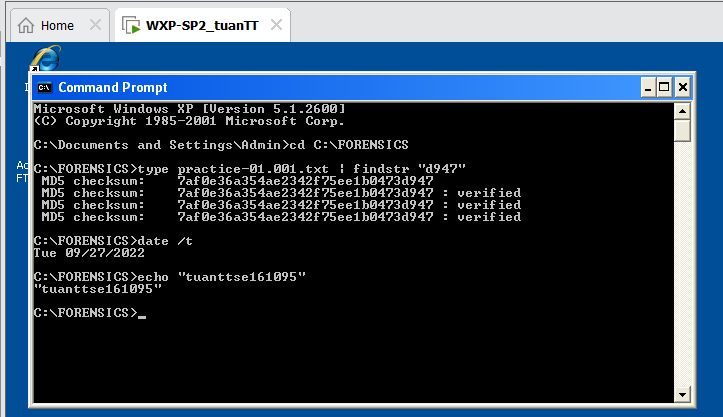 Home
WXP-SP2_tuanTT
Command Prompt
Microsoft Windows XP [Version 5.1.2600]
(C) Copyright 1985-2001 Microsoft Corp.
C:\Documents and Settings\Admin>cd C:\FORENSICS
C:\FORENSICS>type practice-01.001.txt | findstr "d947"
MD5 checksum:    7af0e36a354ae2342f75ee1b0473d947
MD5 checksum:    7af0e36a354ae2342f75ee1b0473d947 : verified
MD5 checksum:    7af0e36a354ae2342f75ee1b0473d947 : verified
MD5 checksum:    7af0e36a354ae2342f75ee1b0473d947 : verified
C:\FORENSICS>date /t
Tue 09/27/2022
C:\FORENSICS>echo "tuanttse161095"
"tuanttse161095"
C:\FORENSICS>_